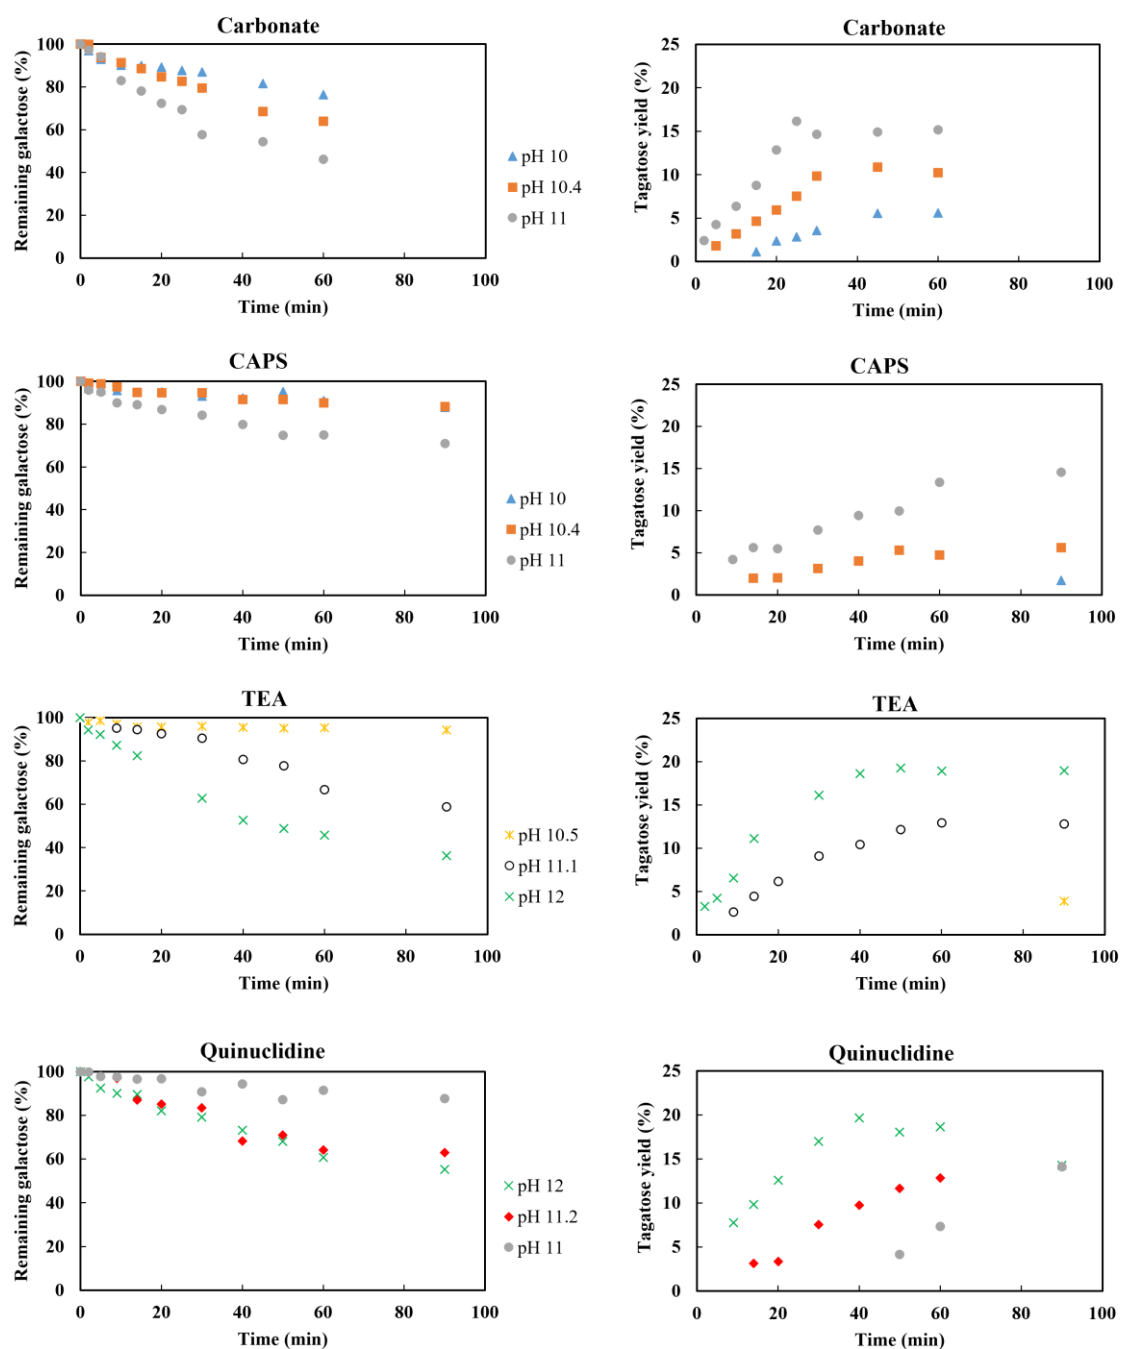 Carbonate
Remaining galactose (%)
100
80
60
40
20
0
0 20 40 60 80 100
Time (min)
pH 10
pH 10.4
pH 11
Carbonate
Tagatose yield (%)
25
20
15
10
5
0
0 20 40 60 80 100
Time (min)
CAPS
Remaining galactose (%)
100
80
60
40
20
0
0 20 40 60 80 100
Time (min)
pH 10
pH 10.4
pH 11
CAPS
Tagatose yield (%)
25
20
15
10
5
0
0 20 40 60 80 100
Time (min)
TEA
Remaining galactose (%)
100
80
60
40
20
0
0 20 40 60 80 100
Time (min)
pH 10.5
pH 11.1
pH 12
TEA
Tagatose yield (%)
25
20
15
10
5
0
0 20 40 60 80 100
Time (min)
Quinuclidine
Remaining galactose (%)
100
80
60
40
20
0
0 20 40 60 80 100
Time (min)
pH 12
pH 11.2
pH 11
Quinuclidine
Tagatose yield (%)
25
20
15
10
5
0
0 20 40 60 80 100
Time (min)